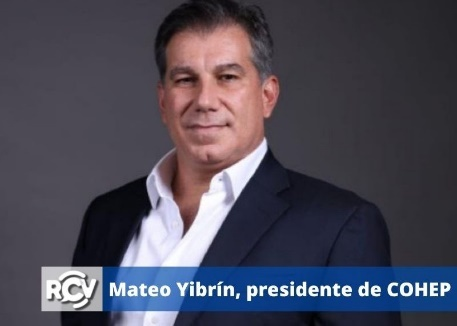 RCV Mateo Yibrín, presidente de COHEP